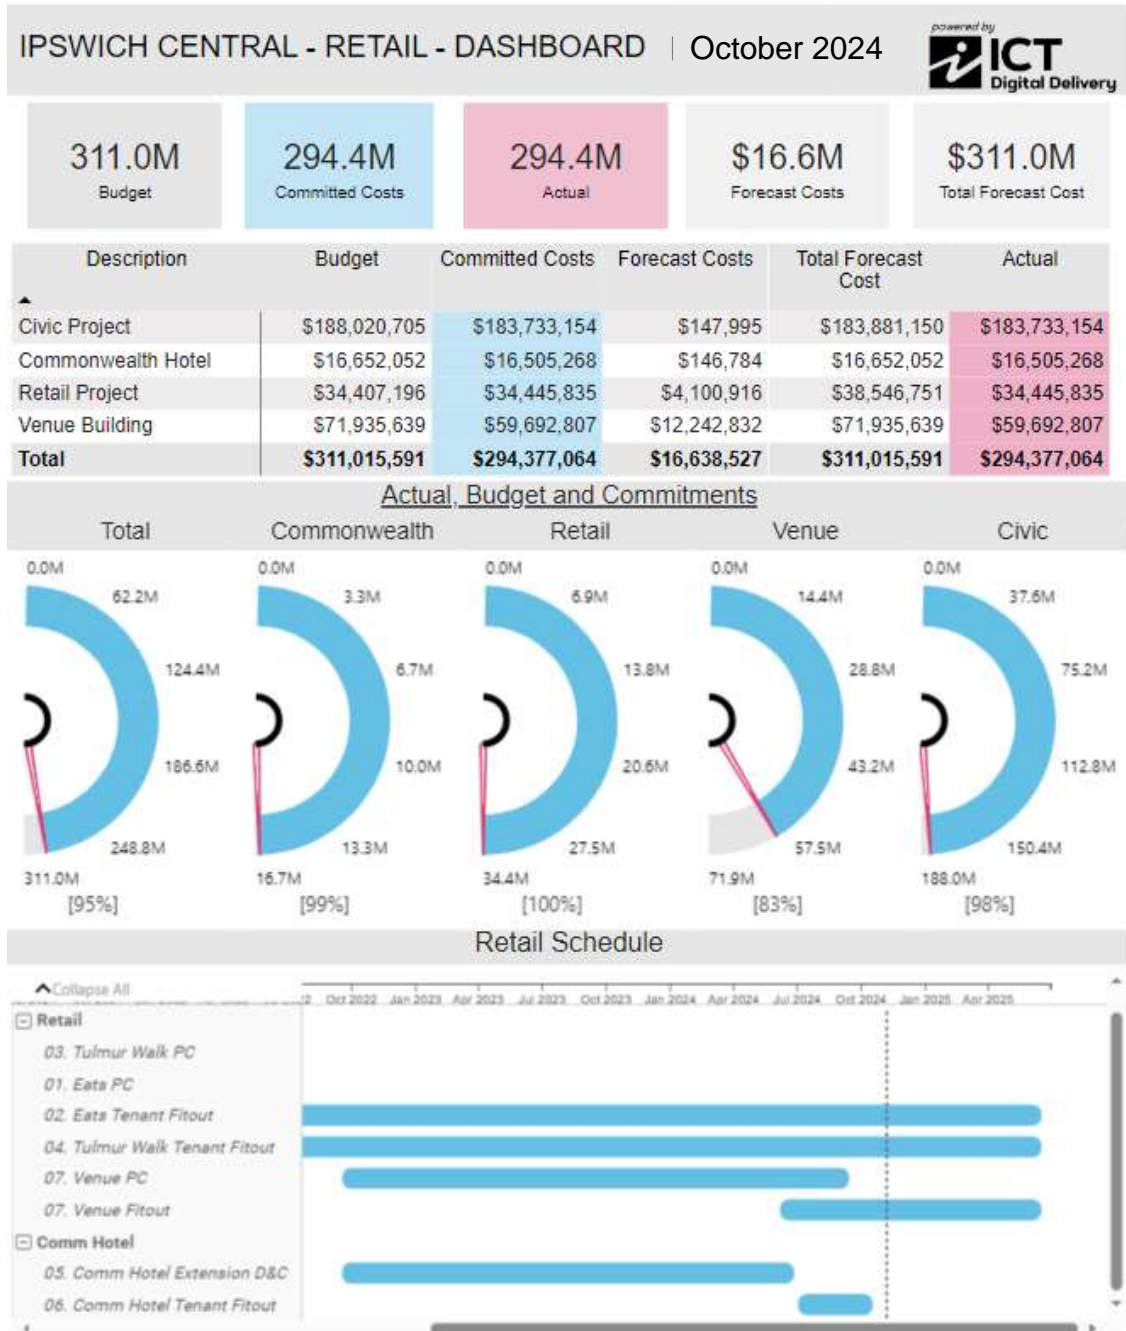 IPSWICH CENTRAL - RETAIL - DASHBOARD | October 2024
powered by
ICT
Digital Delivery
311.0M 294.4M 294.4M $16.6M $311.0M
Budget Committed Costs Actual Forecast Costs Total Forecast Cost
Description Budget Committed Costs Forecast Costs Total Forecast Cost Actual
Civic Project $188,020,705 $183,733,154 $147,995 $183,881,150 $183,733,154
Commonwealth Hotel $16,652,052 $16,505,268 $146,784 $16,652,052 $16,505,268
Retail Project $34,407,196 $34,445,835 $4,100,916 $38,546,751 $34,445,835
Venue Building $71,935,639 $59,692,807 $12,242,832 $71,935,639 $59,692,807
Total $311,015,591 $294,377,064 $16,638,527 $311,015,591 $294,377,064
Actual, Budget and Commitments
Total Commonwealth Retail Venue Civic
0.0M 0.0M 0.0M 0.0M 0.0M
62.2M 3.3M 6.9M 14.4M 37.6M
124.4M 6.7M 13.8M 28.8M 75.2M
186.6M 10.0M 20.6M 43.2M 112.8M
248.8M 13.3M 27.5M 57.5M 150.4M
311.0M 16.7M 34.4M 71.9M 188.0M
[95%] [99%] [100%] [83%] [98%]
Retail Schedule
Collapse All
Oct 2022 Jan 2023 Apr 2023 Jul 2023 Oct 2023 Jan 2024 Apr 2024 Jul 2024 Oct 2024 Jan 2025 Apr 2025
Retail
03. Tulmur Walk PC
01. Eats PC
02. Eats Tenant Fitout
04. Tulmur Walk Tenant Fitout
07. Venue PC
07. Venue Fitout
Comm Hotel
05. Comm Hotel Extension D&C
06. Comm Hotel Tenant Fitout